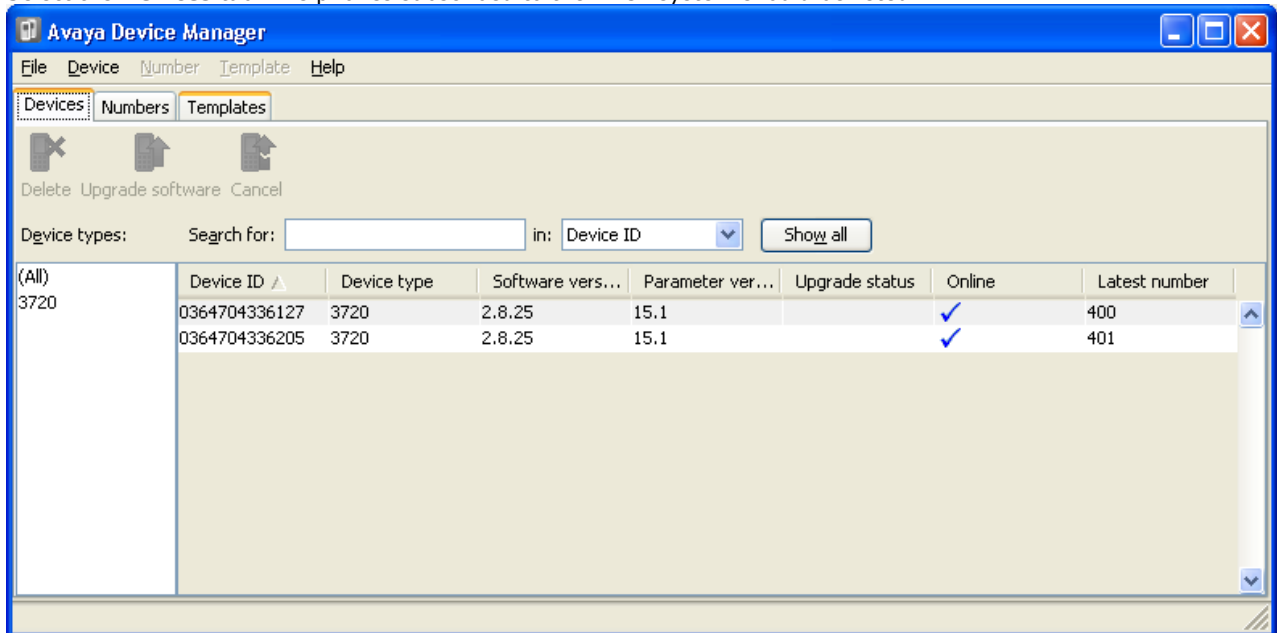 Avaya Device Manager
File Device Number Template Help
Devices Numbers Templates
Delete Upgrade software Cancel
Device types: Search for: in: Device ID Show all
(All)
3720
Device ID Device type Software vers... Parameter ver... Upgrade status Online Latest number
0364704336127 3720 2.8.25 15.1 400
0364704336205 3720 2.8.25 15.1 401